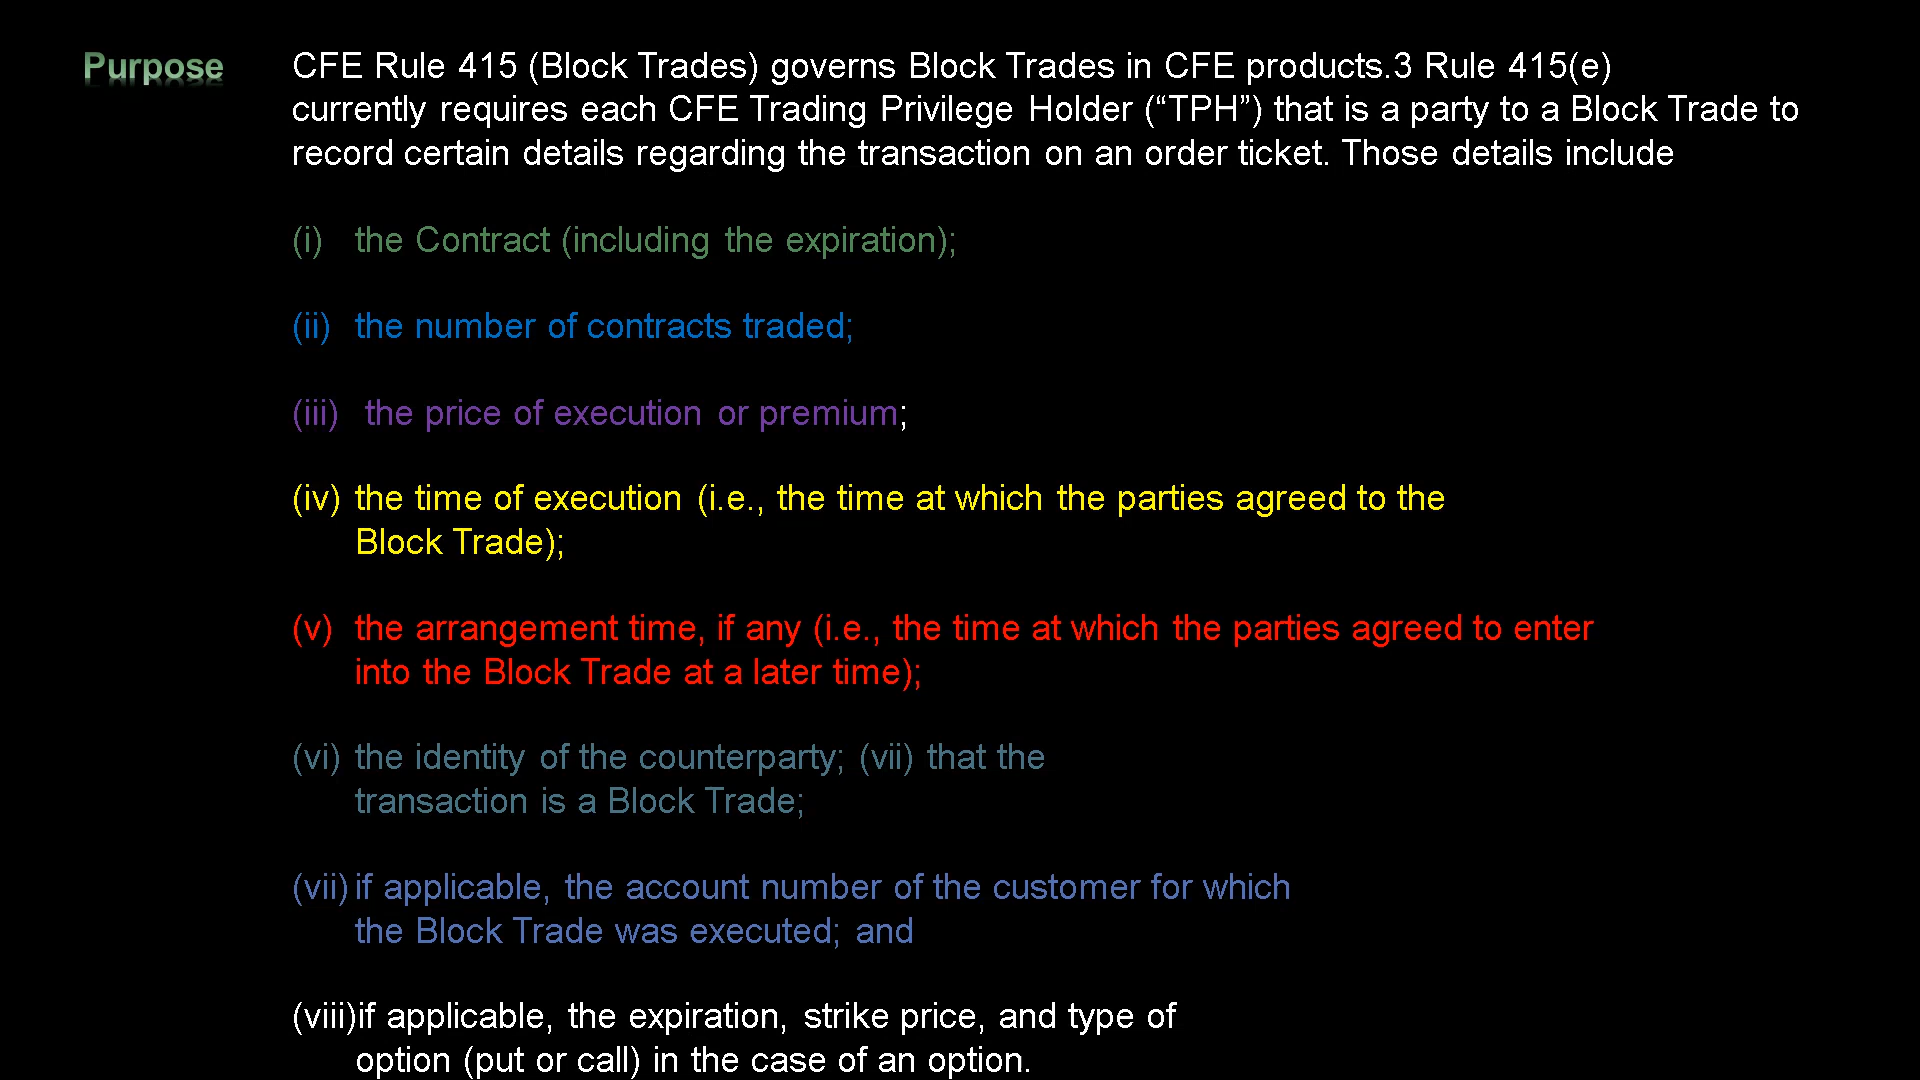 Purpose
CFE Rule 415 (Block Trades) governs Block Trades in CFE products.3 Rule 415(e)
currently requires each CFE Trading Privilege Holder (“TPH”) that is a party to a Block Trade to
record certain details regarding the transaction on an order ticket. Those details include
(i) the Contract (including the expiration);
(ii) the number of contracts traded;
(iii) the price of execution or premium;
(iv) the time of execution (i.e., the time at which the parties agreed to the
Block Trade);
(v) the arrangement time, if any (i.e., the time at which the parties agreed to enter
into the Block Trade at a later time);
(vi) the identity of the counterparty; (vii) that the
transaction is a Block Trade;
(vii) if applicable, the account number of the customer for which
the Block Trade was executed; and
(viii)if applicable, the expiration, strike price, and type of
option (put or call) in the case of an option.